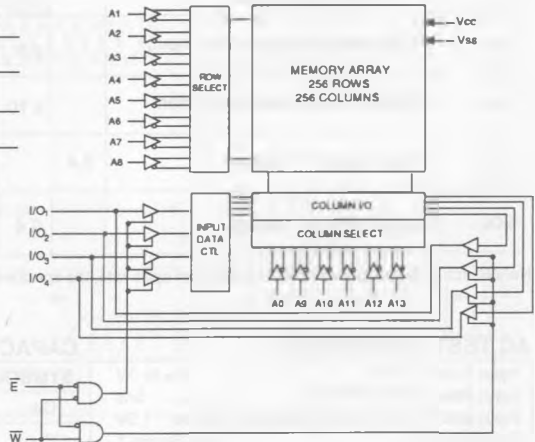 A1
A2
A3
A4
A5
A6
A7
A8
ROW
SELECT
MEMORY ARRAY
256 ROWS
256 COLUMNS
Vcc
Vss
I/O1
I/O2
I/O3
I/O4
INPUT
DATA
CTL
COLUMN I/O
COLUMN SELECT
A0 A9 A10 A11 A12 A13
E
W